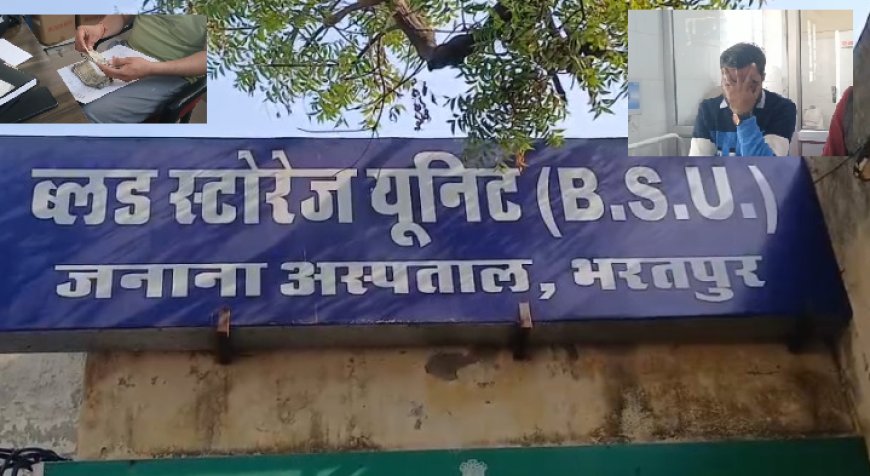 ब्लड स्टोरेज यूनिट (B.S.U.)
जनाना अस्पताल, भरतपुर